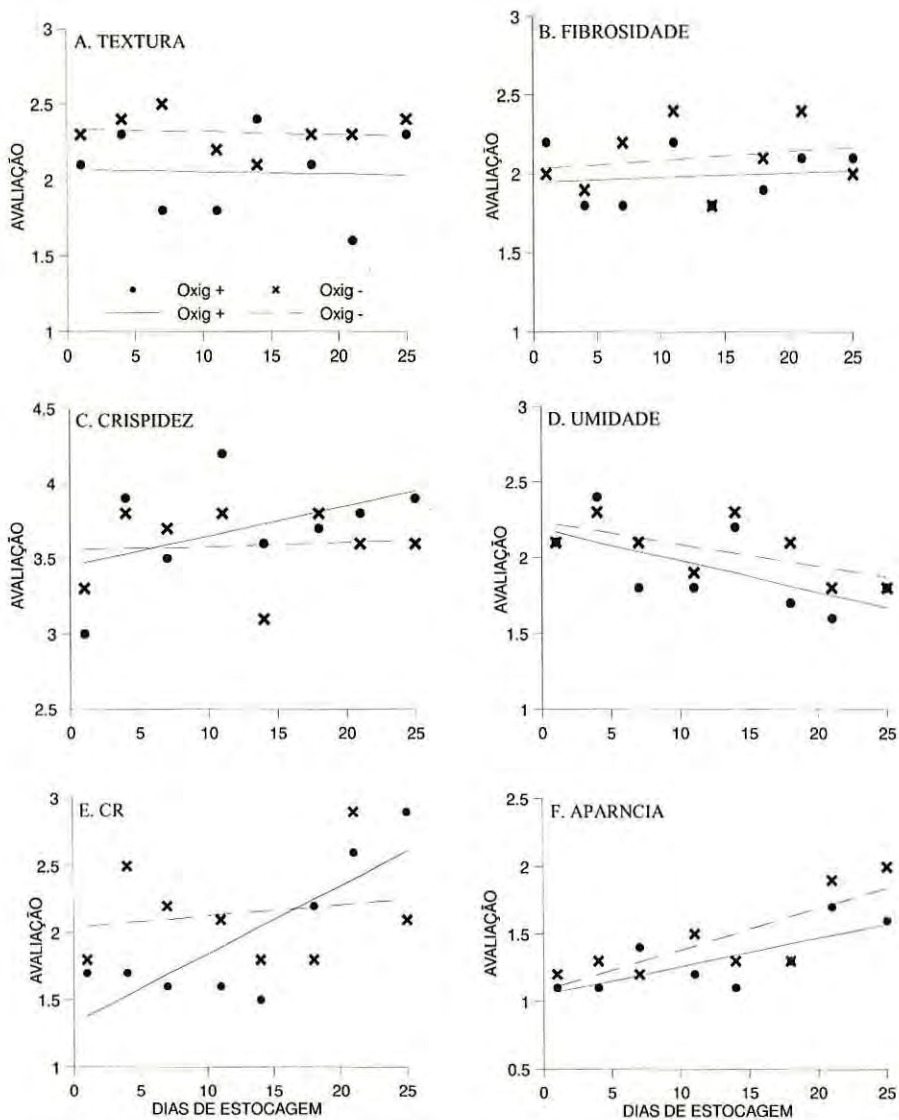 A. TEXTURA
AVALIAÇÃO
3
2.5
2
1.5
1
0 5 10 15 20 25
Oxig + Oxig -
Oxig + Oxig -
B. FIBROSIDADE
AVALIAÇÃO
3
2.5
2
1.5
1
0 5 10 15 20 25
C. CRISPIDEZ
AVALIAÇÃO
4.5
4
3.5
3
2.5
0 5 10 15 20 25
D. UMIDADE
AVALIAÇÃO
3
2.5
2
1.5
1
0 5 10 15 20 25
E. CR
AVALIAÇÃO
3
2.5
2
1.5
1
0 5 10 15 20 25
DIAS DE ESTOCAGEM
F. APARNCIA
AVALIAÇÃO
2.5
2
1.5
1
0.5
0 5 10 15 20 25
DIAS DE ESTOCAGEM